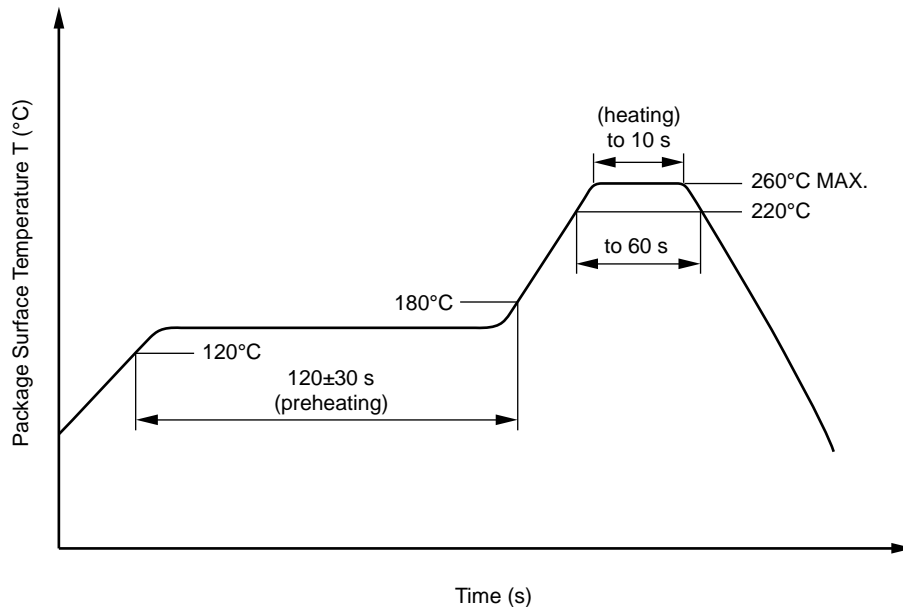 Package Surface Temperature T (°C)
(heating)
to 10 s
260°C MAX.
220°C
to 60 s
180°C
120°C
120±30 s
(preheating)
Time (s)